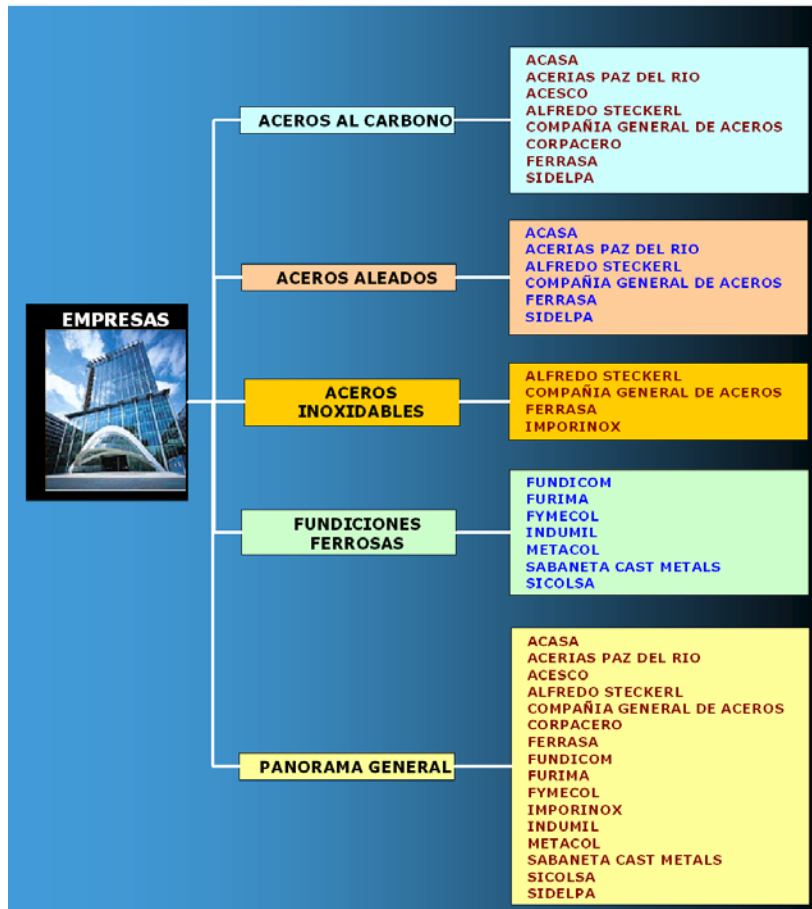 EMPRESAS
ACEROS AL CARBONO
ACASA
ACERIAS PAZ DEL RIO
ACESCO
ALFREDO STECKERL
COMPAÑIA GENERAL DE ACEROS
CORPACERO
FERRASA
SIDELPA
ACEROS ALEADOS
ACASA
ACERIAS PAZ DEL RIO
ALFREDO STECKERL
COMPAÑIA GENERAL DE ACEROS
FERRASA
SIDELPA
ACEROS
INOXIDABLES
ALFREDO STECKERL
COMPAÑIA GENERAL DE ACEROS
FERRASA
IMPORINOX
FUNDICIONES
FERROSAS
FUNDICOM
FURIMA
FYMECOL
INDUMIL
METACOL
SABANETA CAST METALS
SICOLSA
PANORAMA GENERAL
ACASA
ACERIAS PAZ DEL RIO
ACESCO
ALFREDO STECKERL
COMPAÑIA GENERAL DE ACEROS
CORPACERO
FERRASA
FUNDICOM
FURIMA
FYMECOL
IMPORINOX
INDUMIL
METACOL
SABANETA CAST METALS
SICOLSA
SIDELPA